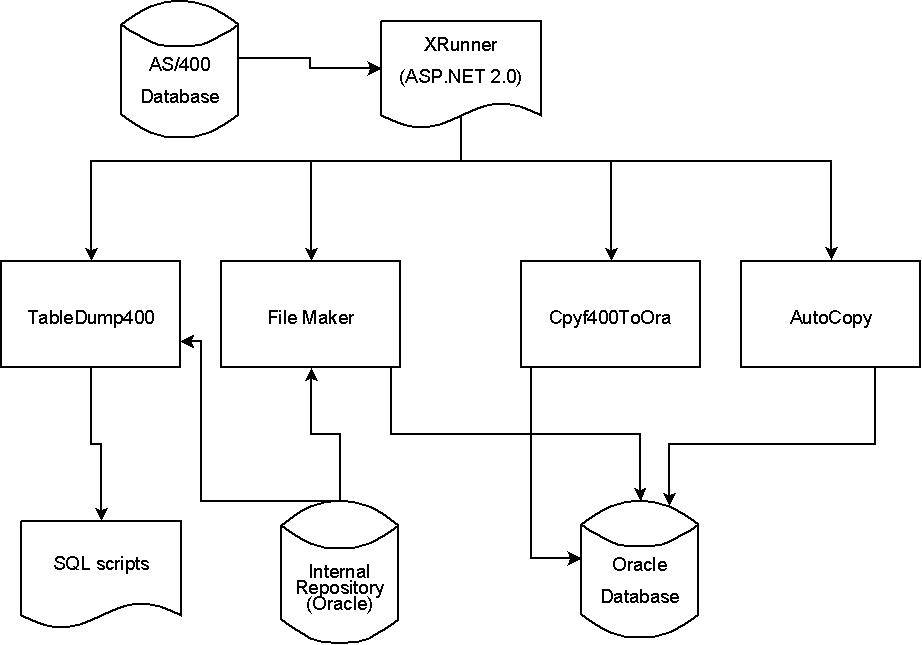 AS/400
Database
XRunner
(ASP.NET 2.0)
TableDump400
File Maker
Cpyf400ToOra
AutoCopy
SQL scripts
Internal
Repository
(Oracle)
Oracle
Database